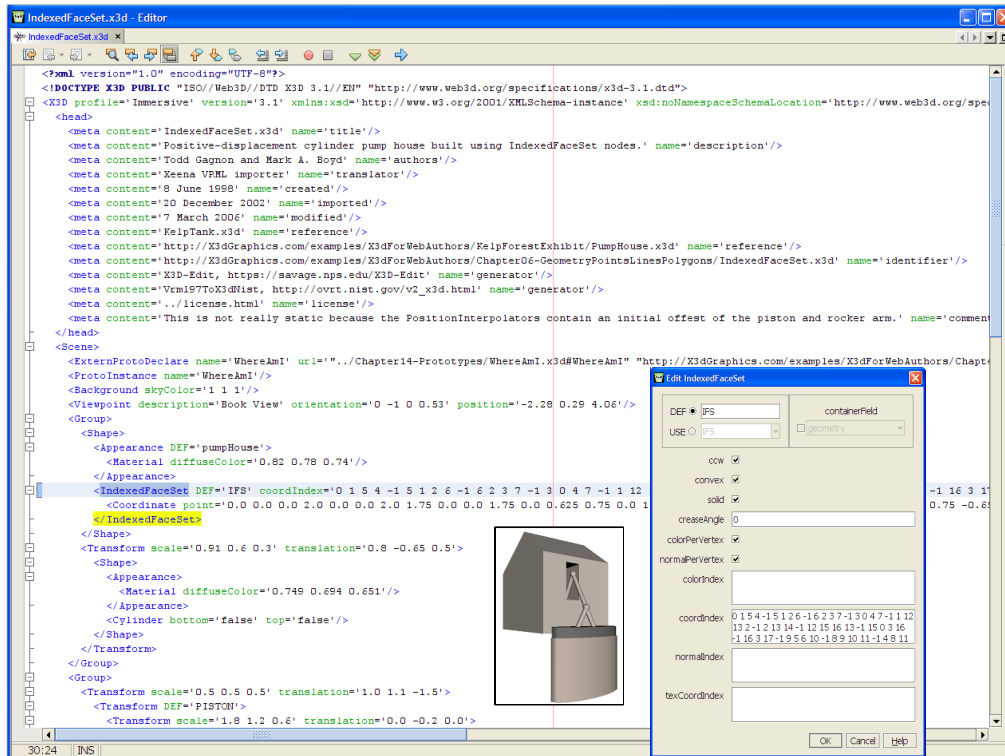 IndexedFaceSet.x3d - Editor
IndexedFaceSet.x3d ×
<?xml version="1.0" encoding="UTF-8"?>
<!DOCTYPE X3D PUBLIC "ISO//Web3D//DTD X3D 3.1//EN" "http://www.web3d.org/specifications/x3d-3.1.dtd">
<X3D profile='Immersive' version='3.1' xmlns:xsd='http://www.w3.org/2001/XMLSchema-instance' xsd:noNamespaceSchemaLocation='http://www.web3d.org/spec
<head>
<meta content='IndexedFaceSet.x3d' name='title'/>
<meta content='Positive-displacement cylinder pump house built using IndexedFaceSet nodes.' name='description'/>
<meta content='Todd Gagnon and Mark A. Boyd' name='authors'/>
<meta content='Xeena VRML importer' name='translator'/>
<meta content='8 June 1998' name='created'/>
<meta content='20 December 2002' name='imported'/>
<meta content='7 March 2006' name='modified'/>
<meta content='KelpTank.x3d' name='reference'/>
<meta content='http://X3dGraphics.com/examples/X3dForWebAuthors/KelpForestExhibit/PumpHouse.x3d' name='reference'/>
<meta content='http://X3dGraphics.com/examples/X3dForWebAuthors/Chapter06-GeometryPointsLinesPolygons/IndexedFaceSet.x3d' name='identifier'/>
<meta content='X3D-Edit, https://savage.nps.edu/X3D-Edit' name='generator'/>
<meta content='Vrml97ToX3dNist, http://ovrt.nist.gov/v2_x3d.html' name='generator'/>
<meta content='../license.html' name='license'/>
<meta content='This is not really static because the PositionInterpolators contain an initial offest of the piston and rocker arm.' name='comment
</head>
<Scene>
<ExternProtoDeclare name='WhereAmI' url='"../Chapter14-Prototypes/WhereAmI.x3d#WhereAmI" "http://X3dGraphics.com/examples/X3dForWebAuthors/Chapte
<ProtoInstance name='WhereAmI'/>
<Background skyColor='1 1 1'/>
<Viewpoint description='Book View' orientation='0 -1 0 0.53' position='-2.28 0.29 4.06'/>
<Group>
<Shape>
<Appearance DEF='pumpHouse'>
<Material diffuseColor='0.82 0.78 0.74'/>
</Appearance>
<IndexedFaceSet DEF='IFS' coordIndex='0 1 5 4 -1 5 1 2 6 -1 6 2 3 7 -1 3 0 4 7 -1 1 12 -1 16 3 17
<Coordinate point='0.0 0.0 0.0 2.0 0.0 0.0 2.0 1.75 0.0 0.0 1.75 0.0 0.625 0.75 0.0 1 0.75 -0.65
</IndexedFaceSet>
</Shape>
<Transform scale='0.91 0.6 0.3' translation='0.8 -0.65 0.5'>
<Shape>
<Appearance>
<Material diffuseColor='0.749 0.694 0.651'/>
</Appearance>
<Cylinder bottom='false' top='false'/>
</Shape>
</Transform>
</Group>
<Group>
<Transform scale='0.5 0.5 0.5' translation='1.0 1.1 -1.5'>
<Transform DEF='PISTON'>
<Transform scale='1.8 1.2 0.6' translation='0.0 -0.2 0.0'>
30:24 INS
Edit IndexedFaceSet
DEF IFS
USE IFS
containerField
geometry
ccw
convex
solid
creaseAngle 0
colorPerVertex
normalPerVertex
colorIndex
coordIndex 0 1 5 4 -1 5 1 2 6 -1 6 2 3 7 -1 3 0 4 7 -1 1 12
13 2 -1 2 13 14 -1 12 15 16 13 -1 15 0 3 16
-1 16 3 17 -1 9 5 6 10 -1 8 9 10 11 -1 4 8 11
normalIndex
texCoordIndex
OK Cancel Help